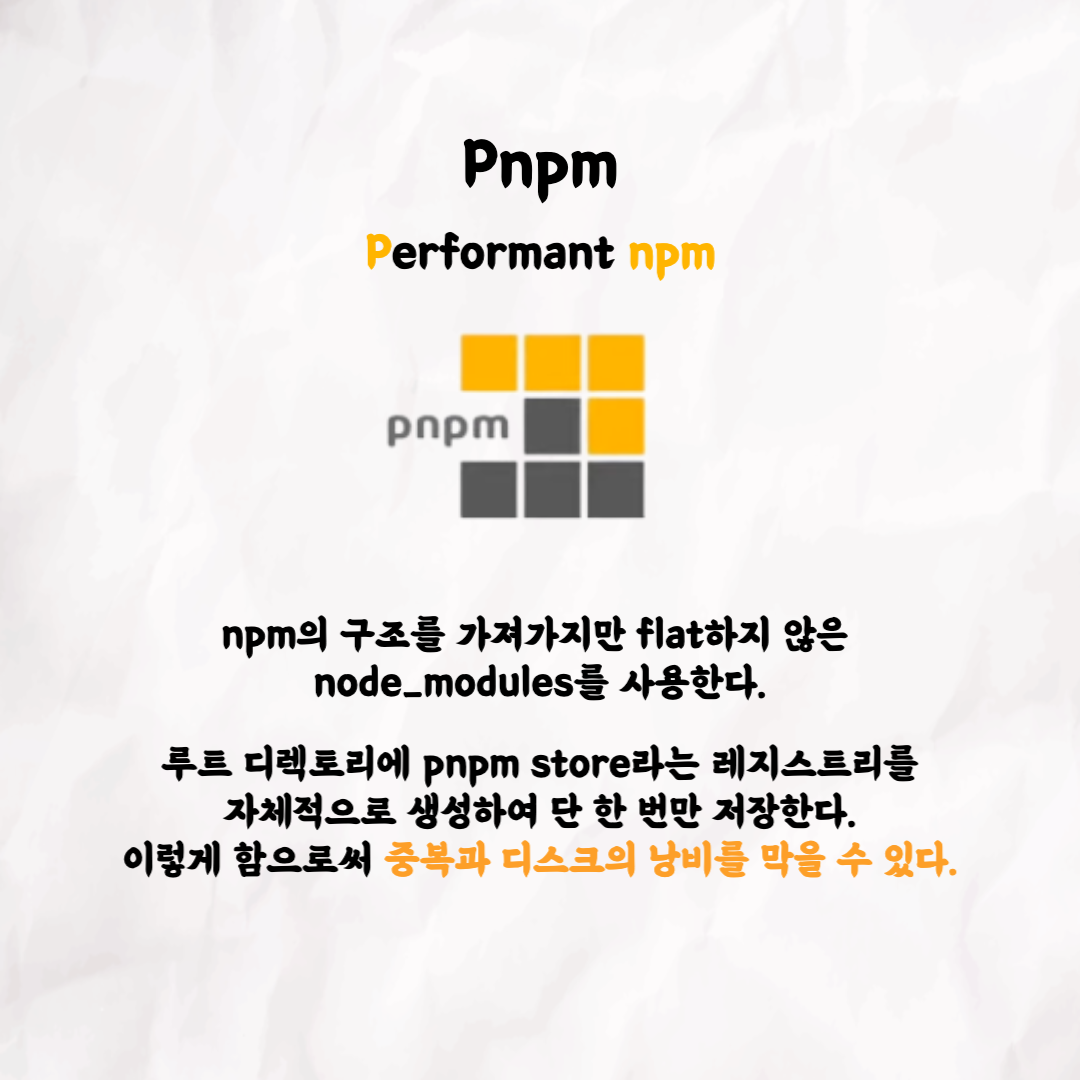 Pnpm
Performant npm
pnpm
npm의 구조를 가져가지만 flat하지 않은
node_modules를 사용한다.
루트 디렉토리에 pnpm store라는 레지스트리를
자체적으로 생성하여 단 한 번만 저장한다.
이렇게 함으로써 중복과 디스크의 낭비를 막을 수 있다.